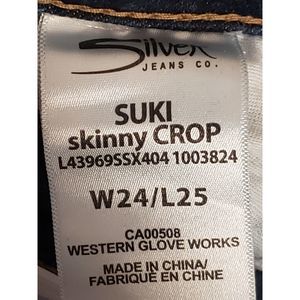 Silver
JEANS CO.
SUKI
skinny CROP
L43969SSX404 1003824
W24/L25
CA00508
WESTERN GLOVE WORKS
MADE IN CHINA/
FABRIQUÉ EN CHINE